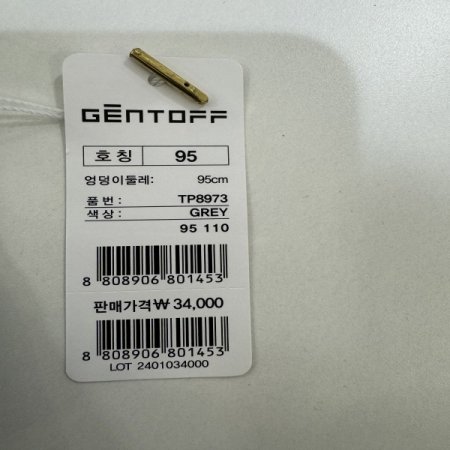 GENTOFF
호칭 95
엉덩이둘레: 95cm
품번: TP8973
색상: GREY
95 110
8 808906 801453
판매가격₩ 34,000
8 808906 801453
LOT 2401034000